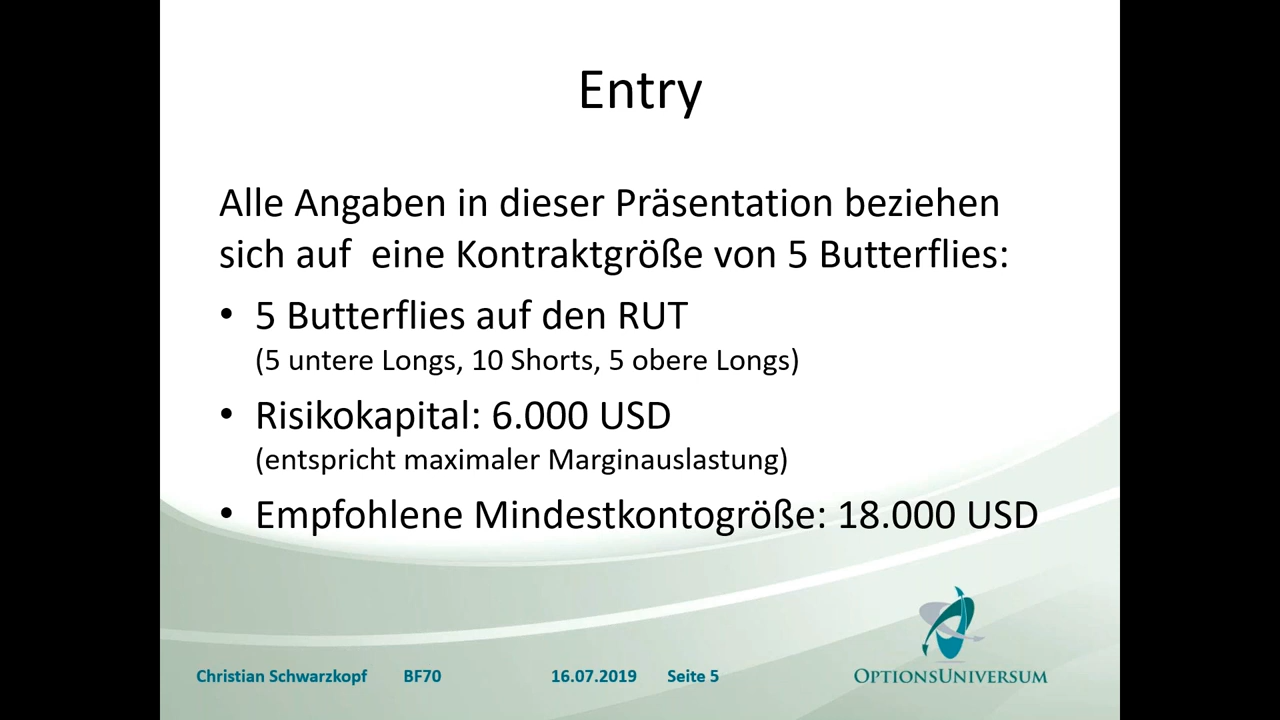 Entry
Alle Angaben in dieser Präsentation beziehen
sich auf  eine Kontraktgröße von 5 Butterflies:
• 5 Butterflies auf den RUT
(5 untere Longs, 10 Shorts, 5 obere Longs)
• Risikokapital: 6.000 USD
(entspricht maximaler Marginauslastung)
• Empfohlene Mindestkontogröße: 18.000 USD
Christian Schwarzkopf BF70 16.07.2019 Seite 5
OPTIONSUNIVERSUM